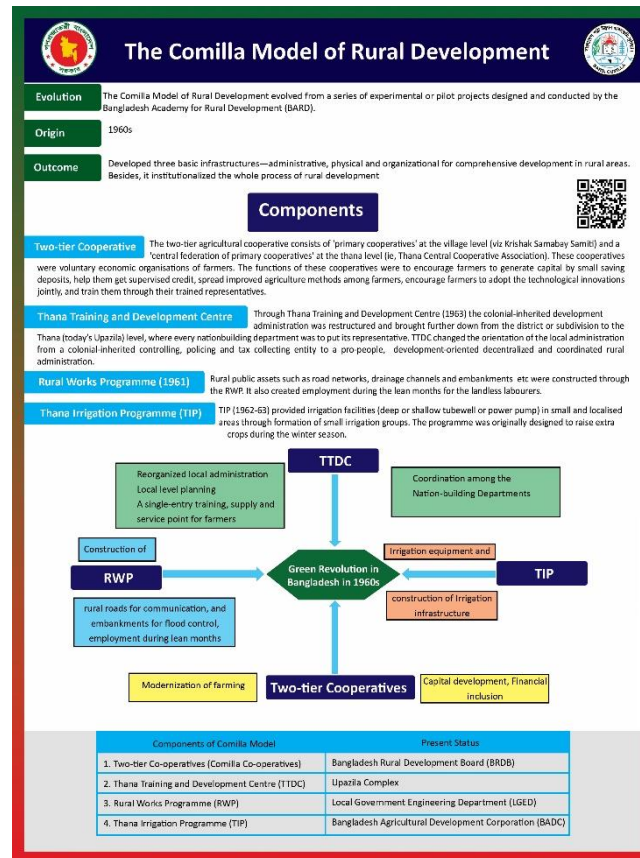 The Comilla Model of Rural Development
Evolution
The Comilla Model of Rural Development evolved from a series of experimental or pilot projects designed and conducted by the
Bangladesh Academy for Rural Development (BARD).
Origin
1960s
Outcome
Developed three basic infrastructures—administrative, physical and organizational for comprehensive development in rural areas.
Besides, it institutionalized the whole process of rural development
Components
Two-tier Cooperative
The two-tier agricultural cooperative consists of 'primary cooperatives' at the village level (viz Krishak Samabay Samiti) and a
'central federation of primary cooperatives' at the thana level (ie, Thana Central Cooperative Association). These cooperatives
were voluntary economic organisations of farmers. The functions of these cooperatives were to encourage farmers to generate capital by small saving
deposits, help them get supervised credit, spread improved agriculture methods among farmers, encourage farmers to adopt the technological innovations
jointly, and train them through their trained representatives.
Thana Training and Development Centre
Through Thana Training and Development Centre (1963) the colonial-inherited development
administration was restructured and brought further down from the district or subdivision to the
Thana (today's Upazila) level, where every nationbuilding department was to put its representative. TTDC changed the orientation of the local administration
from a colonial-inherited controlling, policing and tax collecting entity to a pro-people, development-oriented decentralized and coordinated rural
administration.
Rural Works Programme (1961)
Rural public assets such as road networks, drainage channels and embankments etc were constructed through
the RWP. It also created employment during the lean months for the landless labourers.
Thana Irrigation Programme (TIP)
TIP (1962-63) provided irrigation facilities (deep or shallow tubewell or power pump) in small and localised
areas through formation of small irrigation groups. The programme was originally designed to raise extra
crops during the winter season.
TTDC
Reorganized local administration
Local level planning
A single-entry training, supply and
service point for farmers
Coordination among the
Nation-building Departments
Construction of
RWP
rural roads for communication, and
embankments for flood control,
employment during lean months
Green Revolution in
Bangladesh in 1960s
Irrigation equipment and
TIP
construction of Irrigation
infrastructure
Modernization of farming
Two-tier Cooperatives
Capital development, Financial
inclusion
Components of Comilla Model
Present Status
1. Two-tier Co-operatives (Comilla Co-operatives)
Bangladesh Rural Development Board (BRDB)
2. Thana Training and Development Centre (TTDC)
Upazila Complex
3. Rural Works Programme (RWP)
Local Government Engineering Department (LGED)
4. Thana Irrigation Programme (TIP)
Bangladesh Agricultural Development Corporation (BADC)